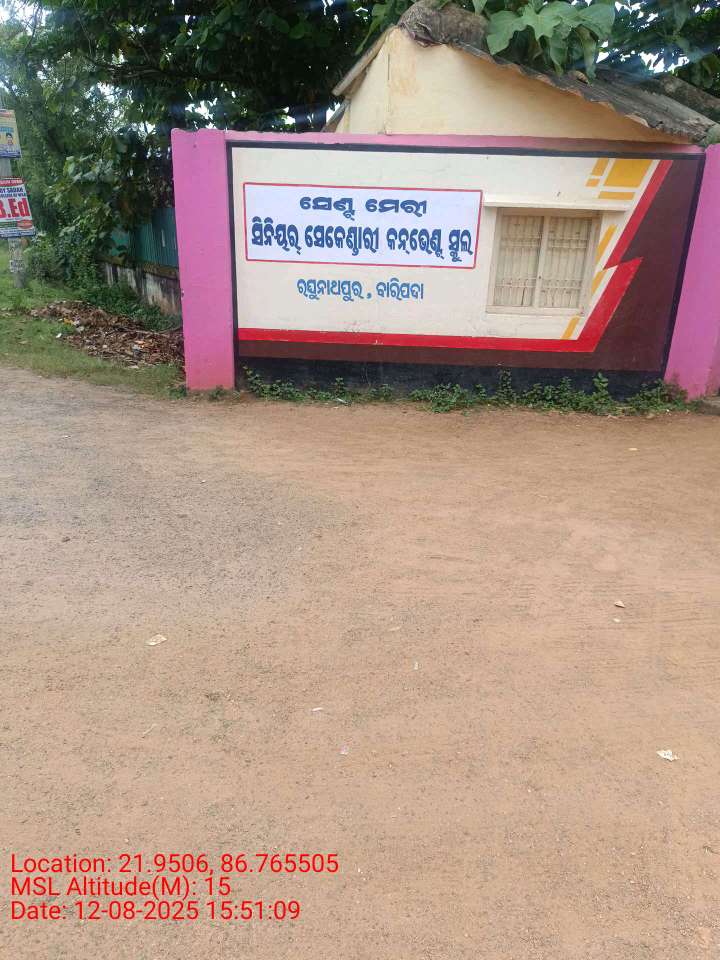 ସେଣ୍ଟ ମେରୀ
ସିନିୟର୍ ସେକେଣ୍ଡାରୀ କନ୍‌ଭେଣ୍ଟ ସ୍କୁଲ
ରଘୁନାଥପୁର , ବାରିପଦା
B.Ed
Location: 21.9506, 86.765505
MSL Altitude(M): 15
Date: 12-08-2025 15:51:09